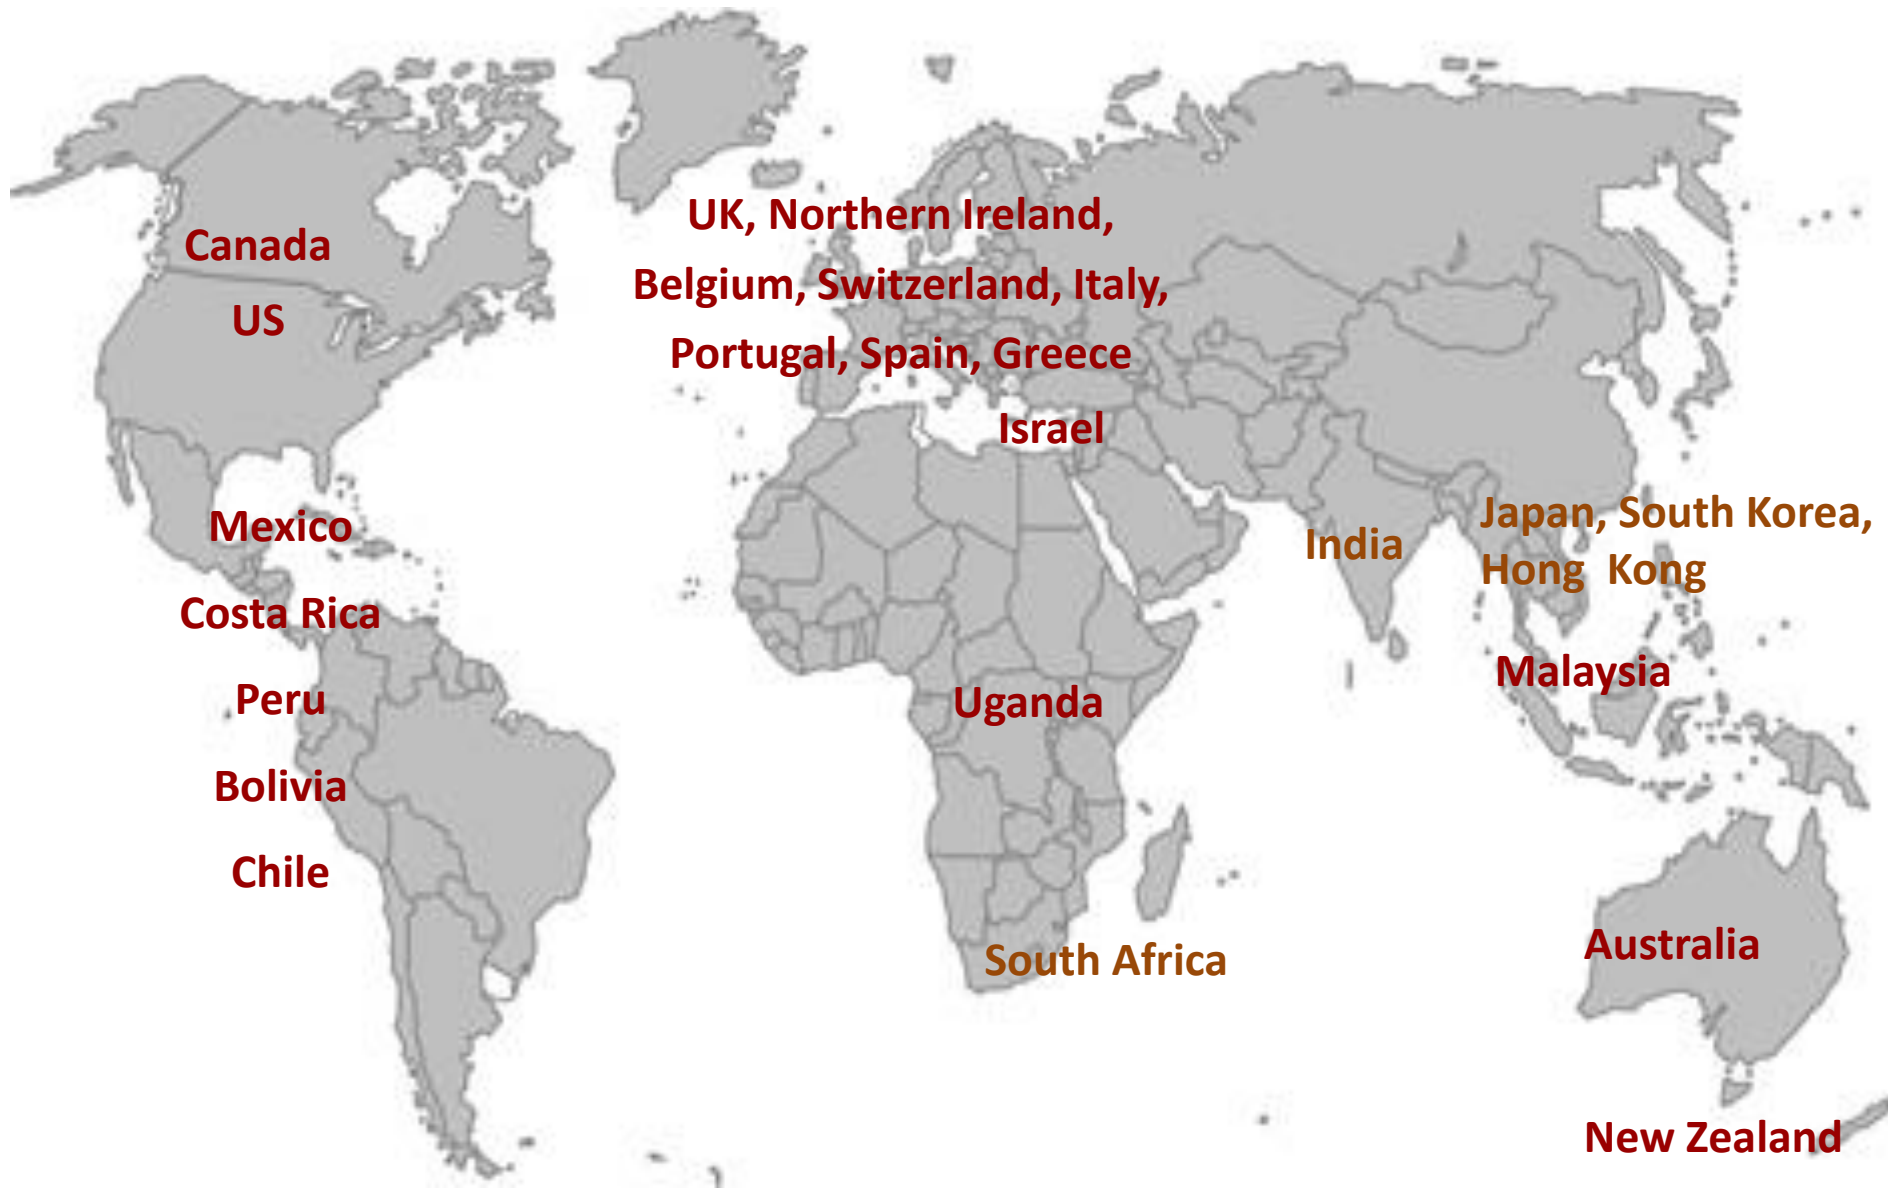 Canada
US
Mexico
Costa Rica
Peru
Bolivia
Chile
UK, Northern Ireland,
Belgium, Switzerland, Italy,
Portugal, Spain, Greece
Israel
Uganda
South Africa
India
Japan, South Korea,
Hong Kong
Malaysia
Australia
New Zealand